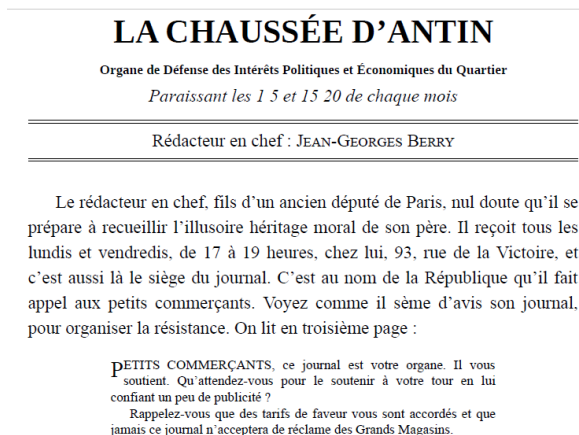 LA CHAUSSÉE D’ANTIN
Organe de Défense des Intérêts Politiques et Économiques du Quartier
Paraissant les 1 5 et 15 20 de chaque mois
Rédacteur en chef : JEAN-GEORGES BERRY
Le rédacteur en chef, fils d’un ancien député de Paris, nul doute qu’il se
prépare à recueillir l’illusoire héritage moral de son père. Il reçoit tous les
lundis et vendredis, de 17 à 19 heures, chez lui, 93, rue de la Victoire, et
c’est aussi là le siège du journal. C’est au nom de la République qu’il fait
appel aux petits commerçants. Voyez comme il sème d’avis son journal,
pour organiser la résistance. On lit en troisième page :
PETITS COMMERÇANTS, ce journal est votre organe. Il vous
soutient. Qu’attendez-vous pour le soutenir à votre tour en lui
confiant un peu de publicité ?
Rappelez-vous que des tarifs de faveur vous sont accordés et que
jamais ce journal n’acceptera de réclame des Grands Magasins.